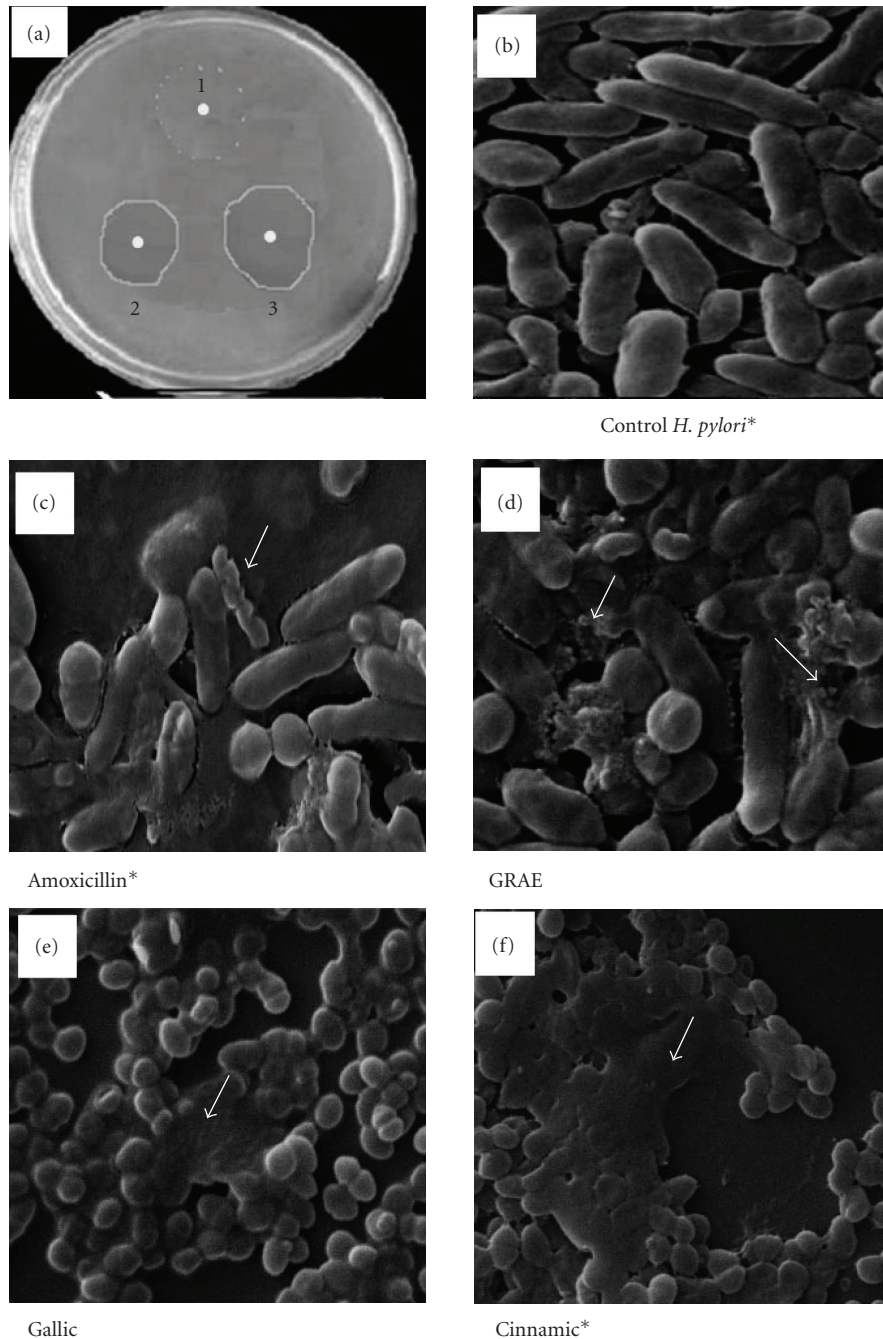 (a)
1
2
3
(b)
Control H. pylori*
(c)
Amoxicillin*
(d)
GRAE
(e)
Gallic
(f)
Cinnamic*